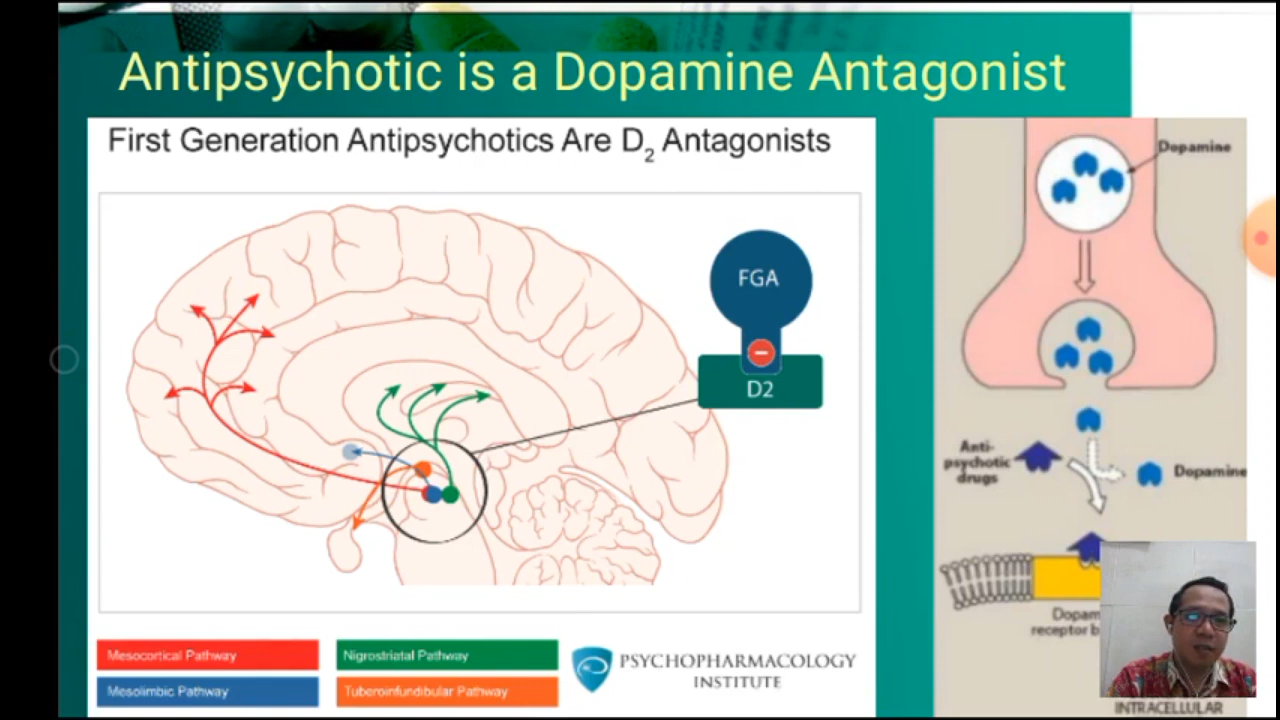 Antipsychotic is a Dopamine Antagonist
First Generation Antipsychotics Are D2 Antagonists
FGA
D2
Mesocortical Pathway
Nigrostriatal Pathway
Mesolimbic Pathway
Tuberoinfundibular Pathway
PSYCHOPHARMACOLOGY
INSTITUTE
Dopamine
Anti-
psychotic
drugs
Dopamine
receptor
INTRACELLULAR